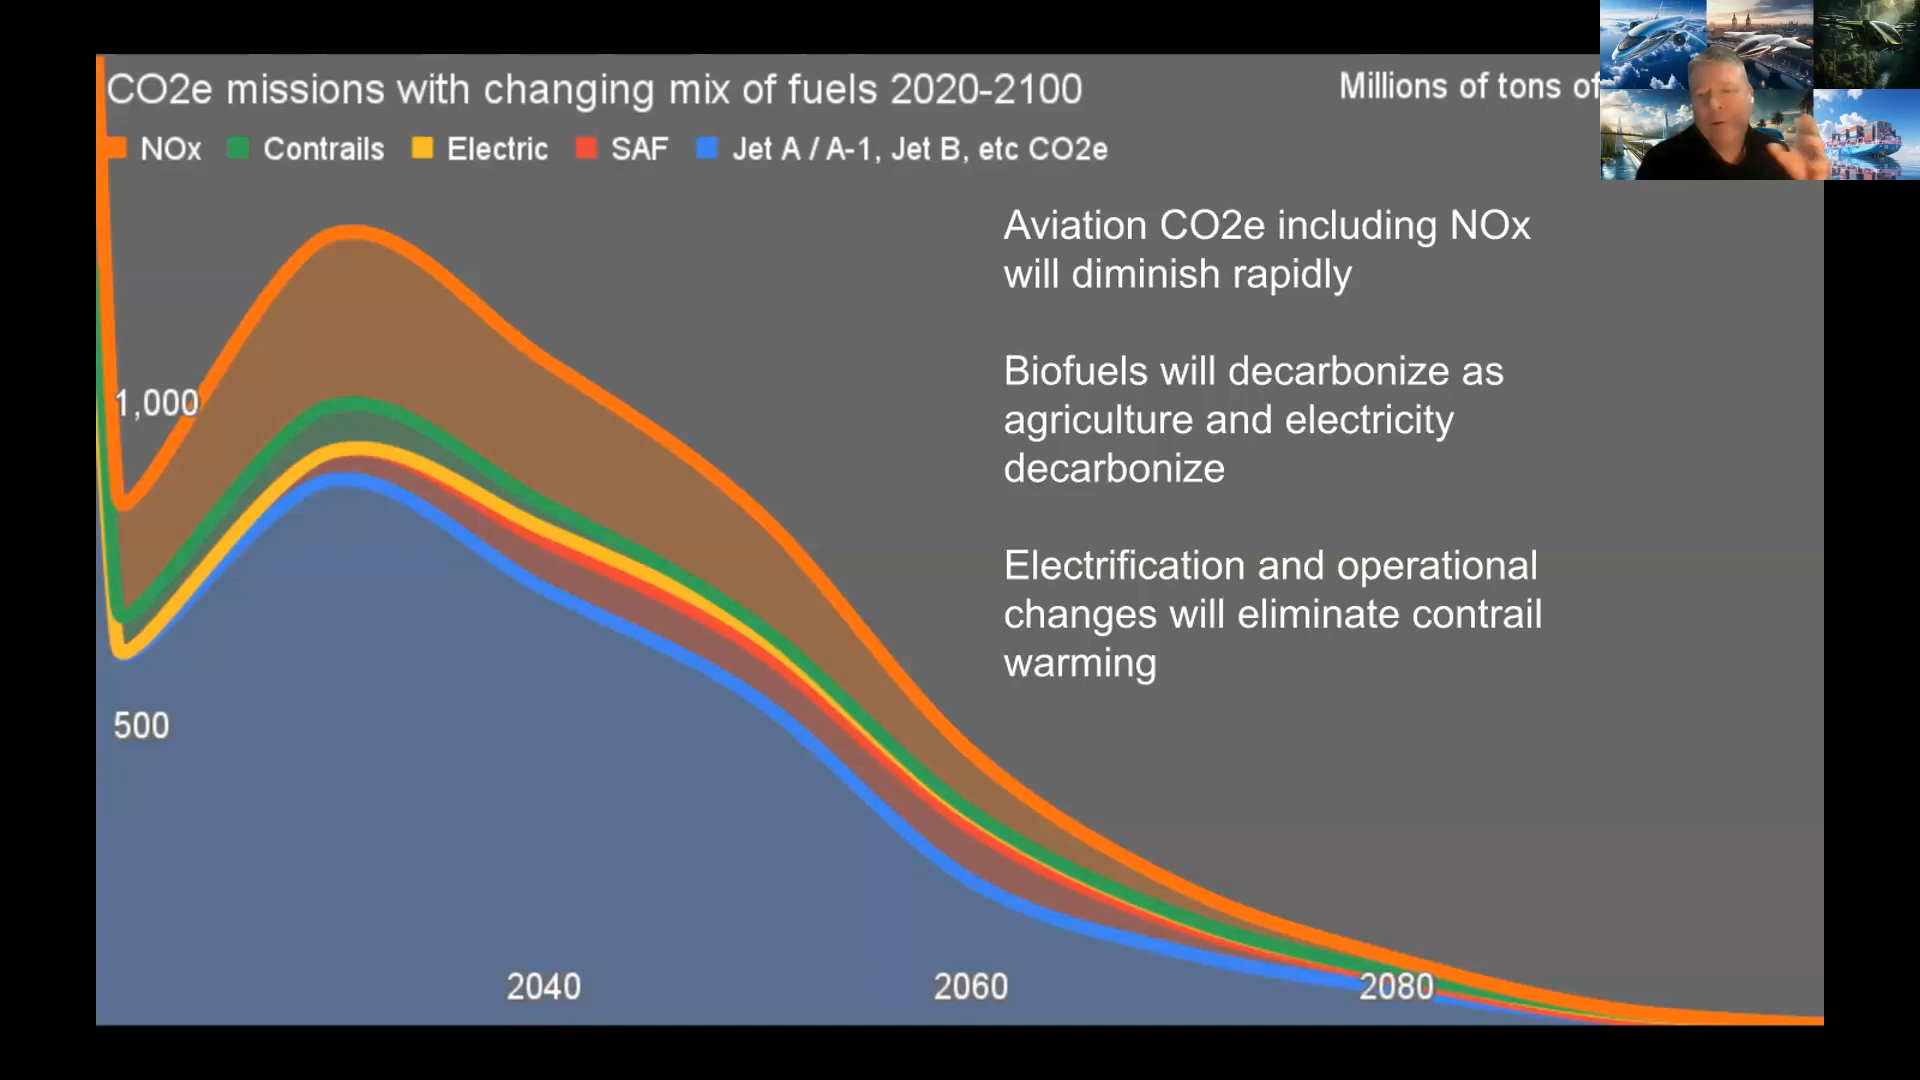 CO2e missions with changing mix of fuels 2020-2100
Millions of tons of
NOx Contrails Electric SAF Jet A / A-1, Jet B, etc CO2e
Aviation CO2e including NOx
will diminish rapidly
Biofuels will decarbonize as
agriculture and electricity
decarbonize
Electrification and operational
changes will eliminate contrail
warming
1,000
500
2040 2060 2080